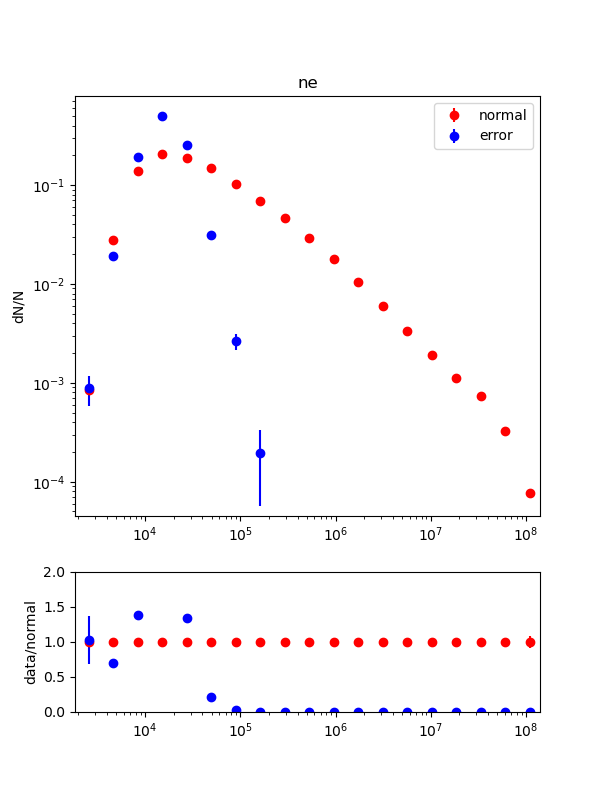 ne
normal
error
dN/N
10⁻¹
10⁻²
10⁻³
10⁻⁴
10⁴ 10⁵ 10⁶ 10⁷ 10⁸
data/normal
2.0
1.5
1.0
0.5
0.0
10⁴ 10⁵ 10⁶ 10⁷ 10⁸